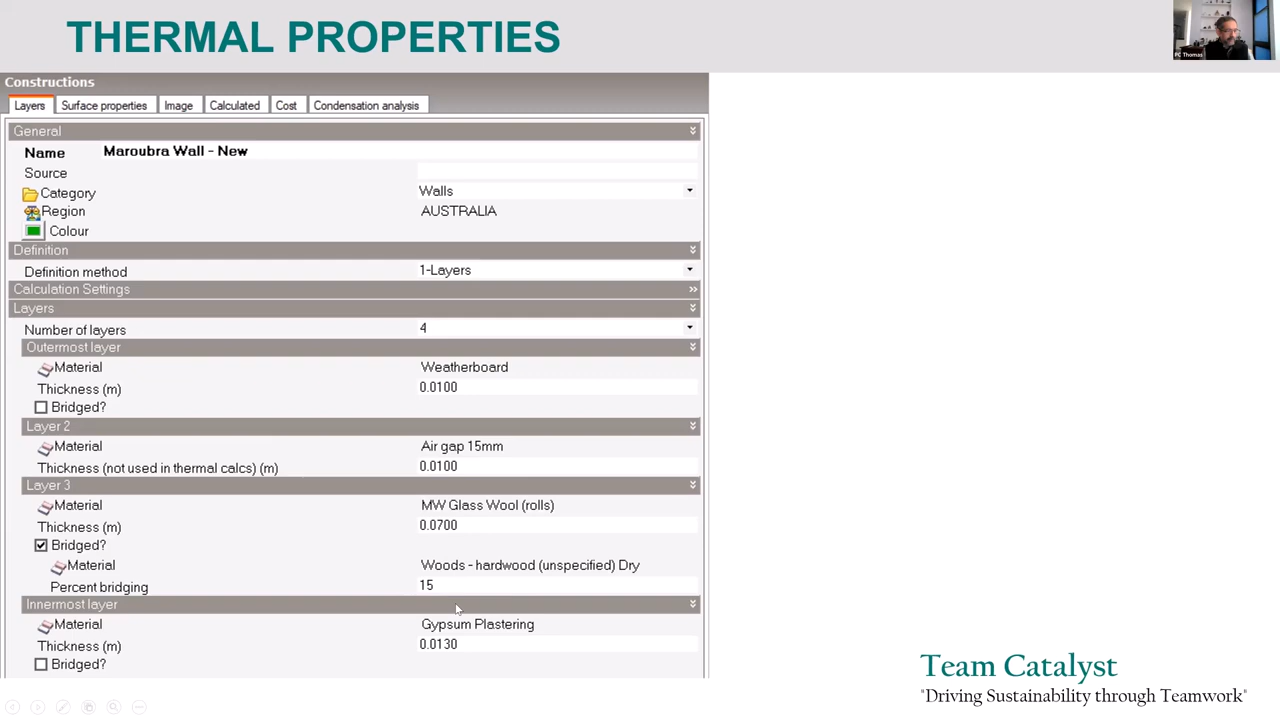 THERMAL PROPERTIES
PC Thomas
Constructions
Layers Surface properties Image Calculated Cost Condensation analysis
General
Name Maroubra Wall - New
Source
Category Walls
Region AUSTRALIA
Colour
Definition
Definition method 1-Layers
Calculation Settings
Layers
Number of layers 4
Outermost layer
Material Weatherboard
Thickness (m) 0.0100
Bridged?
Layer 2
Material Air gap 15mm
Thickness (not used in thermal calcs) (m) 0.0100
Layer 3
Material MW Glass Wool (rolls)
Thickness (m) 0.0700
Bridged?
Material Woods - hardwood (unspecified) Dry
Percent bridging 15
Innermost layer
Material Gypsum Plastering
Thickness (m) 0.0130
Bridged?
Team Catalyst
"Driving Sustainability through Teamwork"